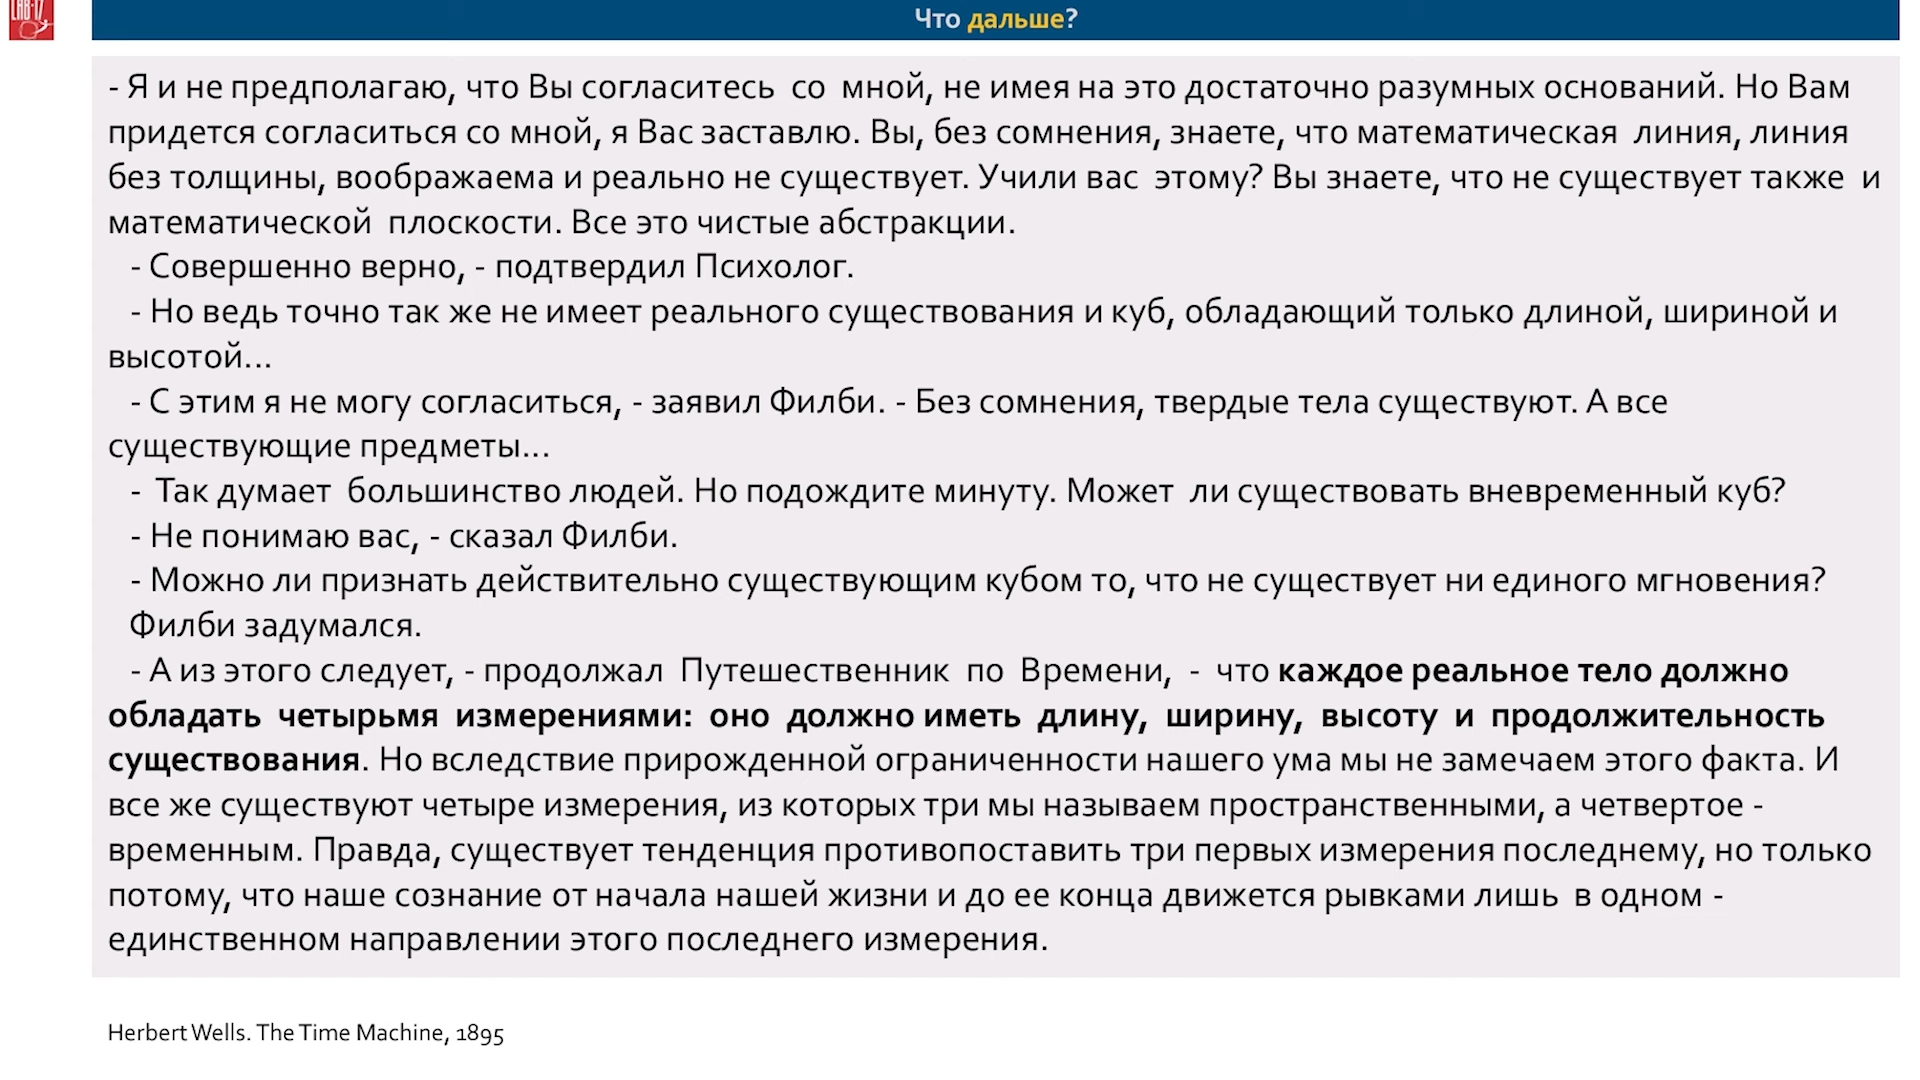 LAB-17
Что дальше?
- Я и не предполагаю, что Вы согласитесь со мной, не имея на это достаточно разумных оснований. Но Вам
придется согласиться со мной, я Вас заставлю. Вы, без сомнения, знаете, что математическая линия, линия
без толщины, воображаема и реально не существует. Учили вас этому? Вы знаете, что не существует также и
математической плоскости. Все это чистые абстракции.
- Совершенно верно, - подтвердил Психолог.
- Но ведь точно так же не имеет реального существования и куб, обладающий только длиной, шириной и
высотой...
- С этим я не могу согласиться, - заявил Филби. - Без сомнения, твердые тела существуют. А все
существующие предметы...
- Так думает большинство людей. Но подождите минуту. Может ли существовать вневременный куб?
- Не понимаю вас, - сказал Филби.
- Можно ли признать действительно существующим кубом то, что не существует ни единого мгновения?
Филби задумался.
- А из этого следует, - продолжал Путешественник по Времени, - что каждое реальное тело должно
обладать четырьмя измерениями: оно должно иметь длину, ширину, высоту и продолжительность
существования. Но вследствие прирожденной ограниченности нашего ума мы не замечаем этого факта. И
все же существуют четыре измерения, из которых три мы называем пространственными, а четвертое -
временным. Правда, существует тенденция противопоставить три первых измерения последнему, но только
потому, что наше сознание от начала нашей жизни и до ее конца движется рывками лишь в одном -
единственном направлении этого последнего измерения.
Herbert Wells. The Time Machine, 1895